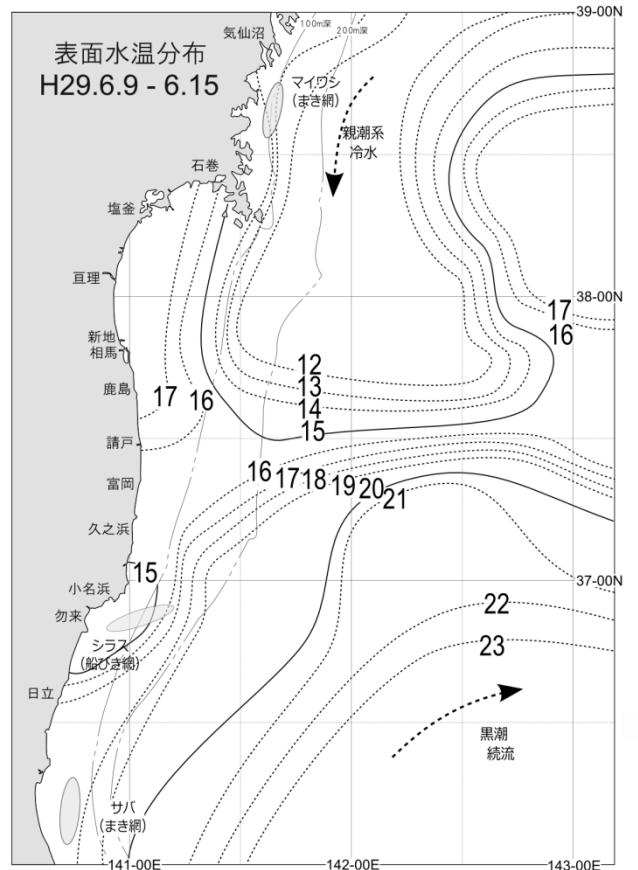 39-00N
気仙沼
100m深
200m深
表面水温分布
H29.6.9 - 6.15
マイワシ
(まき網)
親潮系
冷水
石巻
塩釜
亘理
38-00N
17
16
新地
相馬
12
13
14
15
鹿島
17
16
請戸
16
17
18
19
20
21
富岡
久之浜
15
37-00N
小名浜
勿来
22
シラス
(船びき網)
23
日立
黒潮
続流
サバ
(まき網)
141-00E
142-00E
143-00E